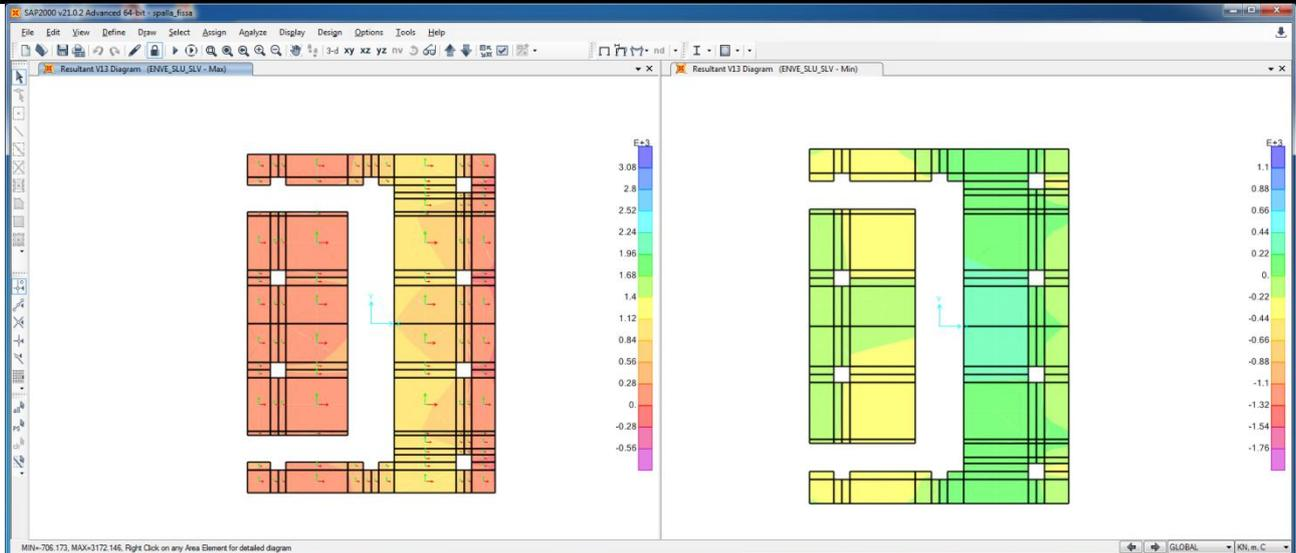 SAP2000 v21.0.2 Advanced 64-bit - spalla_fissa
File Edit View Define Draw Select Assign Analyze Display Design Options Tools Help
3-d xy xz yz nv nd
Resultant V13 Diagram (ENVE_SLU_SLV - Max)
Resultant V13 Diagram (ENVE_SLU_SLV - Min)
E+3
3.08
2.8
2.52
2.24
1.96
1.68
1.4
1.12
0.84
0.56
0.28
0.
-0.28
-0.56
E+3
1.1
0.88
0.66
0.44
0.22
0.
-0.22
-0.44
-0.66
-0.88
-1.1
-1.32
-1.54
-1.76
MIN=-706.173, MAX=3172.146, Right Click on any Area Element for detailed diagram
GLOBAL
KN, m, C